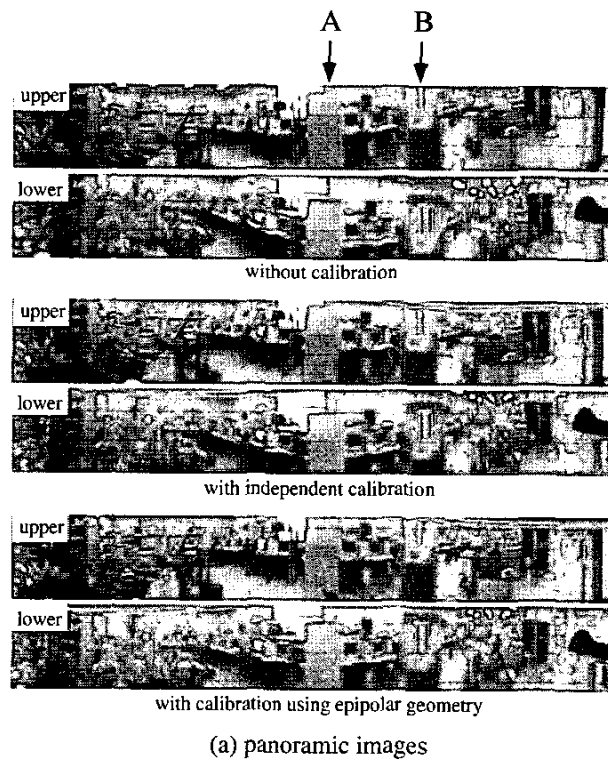 A B
upper
lower
without calibration
upper
lower
with independent calibration
upper
lower
with calibration using epipolar geometry
(a) panoramic images